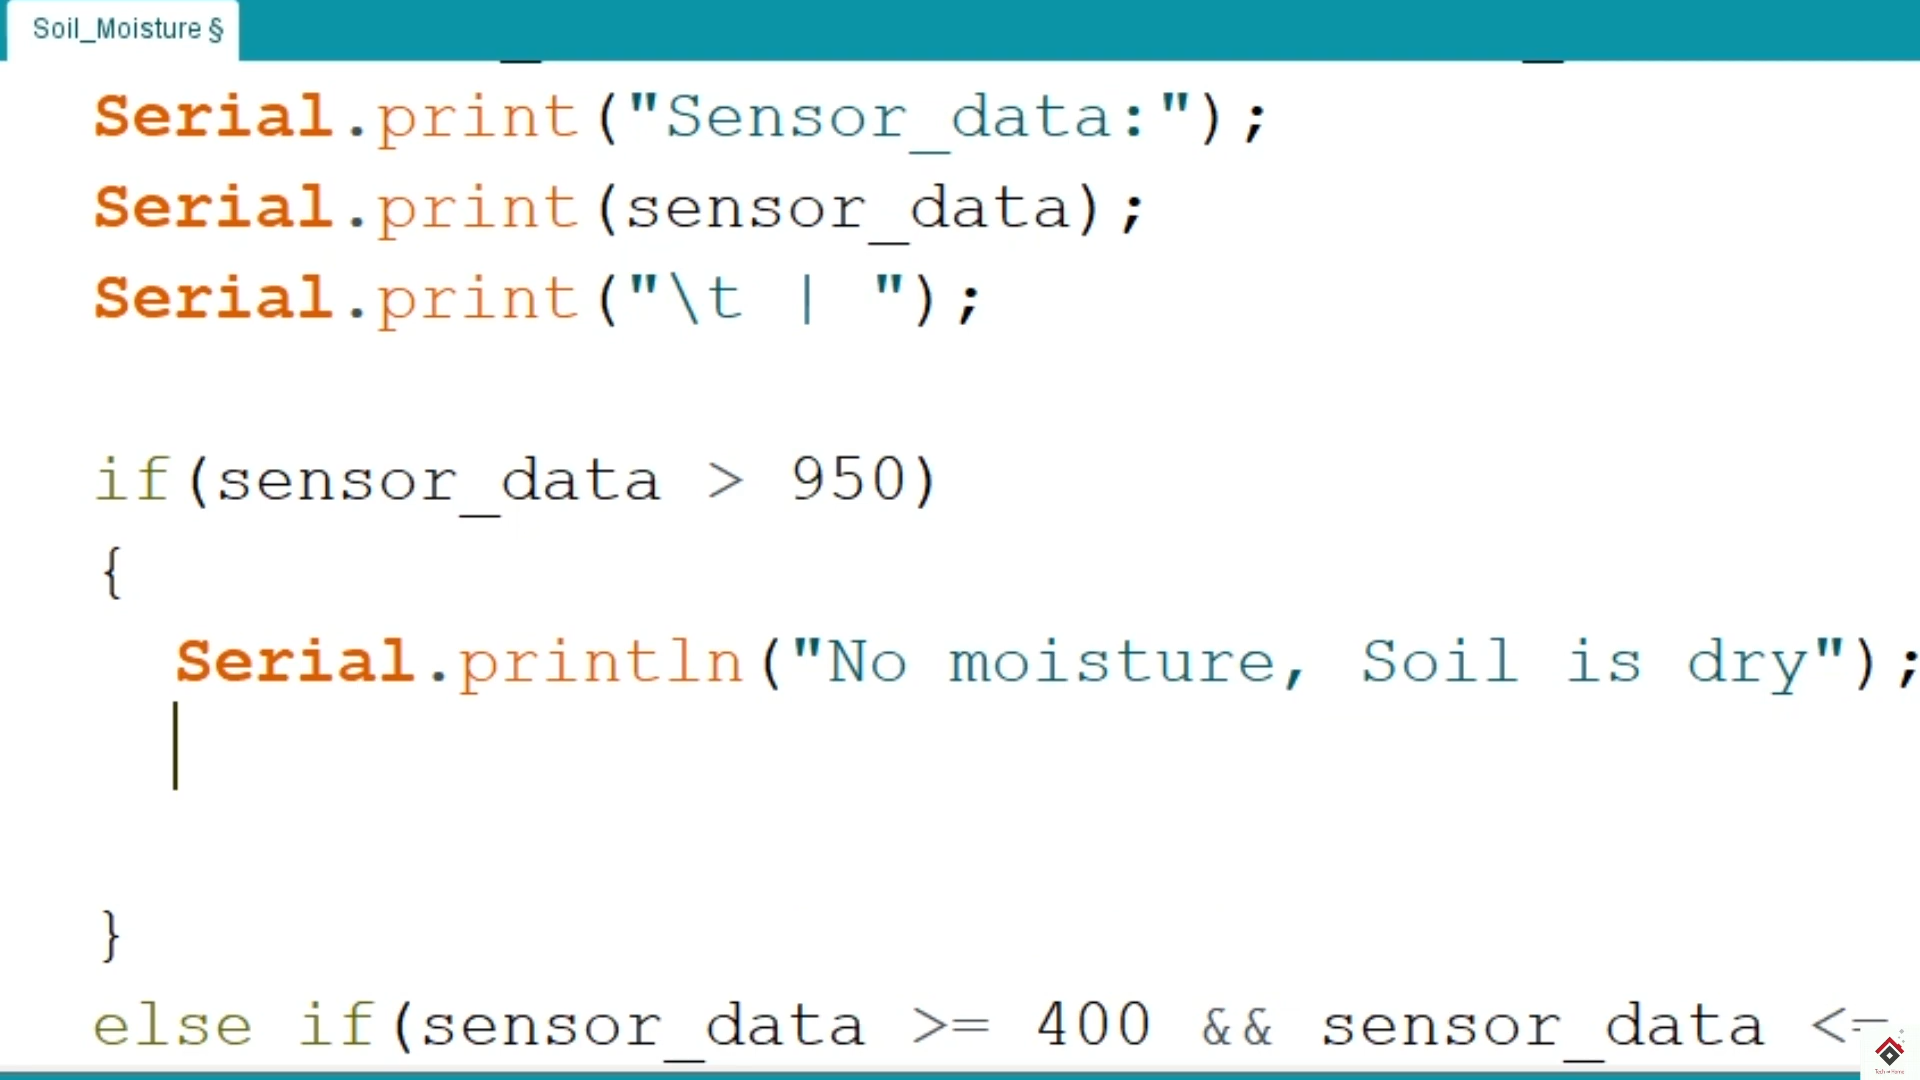 Soil_Moisture §
Serial.print("Sensor_data:");
Serial.print(sensor_data);
Serial.print("\t | ");
if(sensor_data > 950)
{
Serial.println("No moisture, Soil is dry");
}
else if(sensor_data >= 400 && sensor_data <=